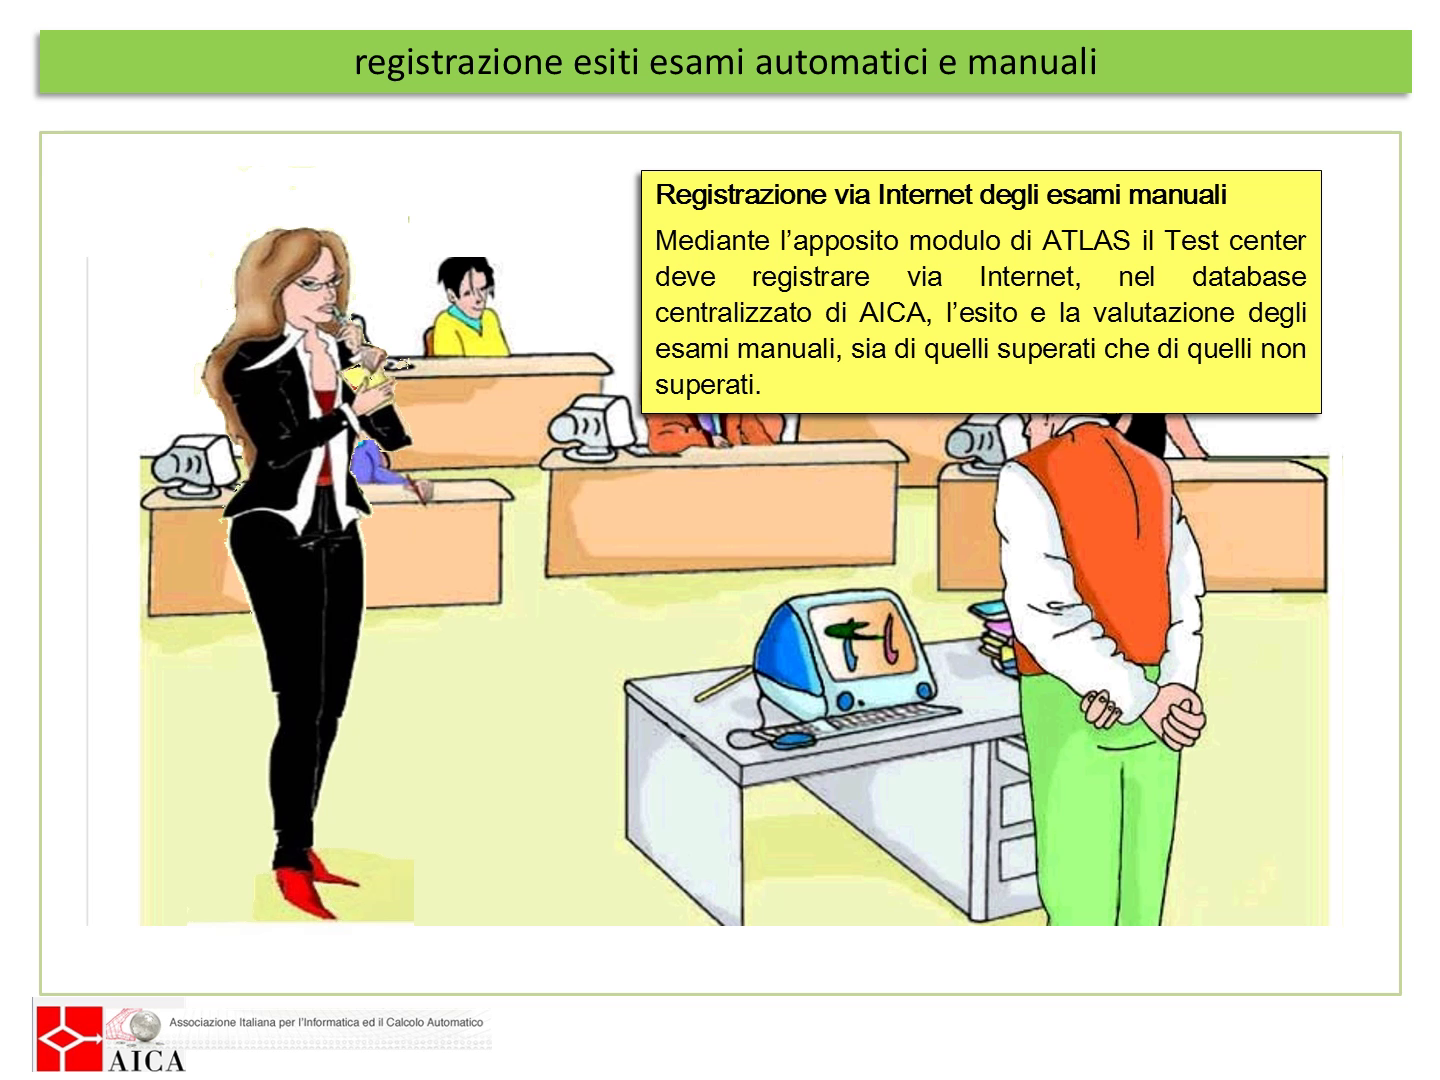 registrazione esiti esami automatici e manuali
Registrazione via Internet degli esami manuali
Mediante l’apposito modulo di ATLAS il Test center
deve registrare via Internet, nel database
centralizzato di AICA, l’esito e la valutazione degli
esami manuali, sia di quelli superati che di quelli non
superati.
Associazione Italiana per l'Informatica ed il Calcolo Automatico
AICA